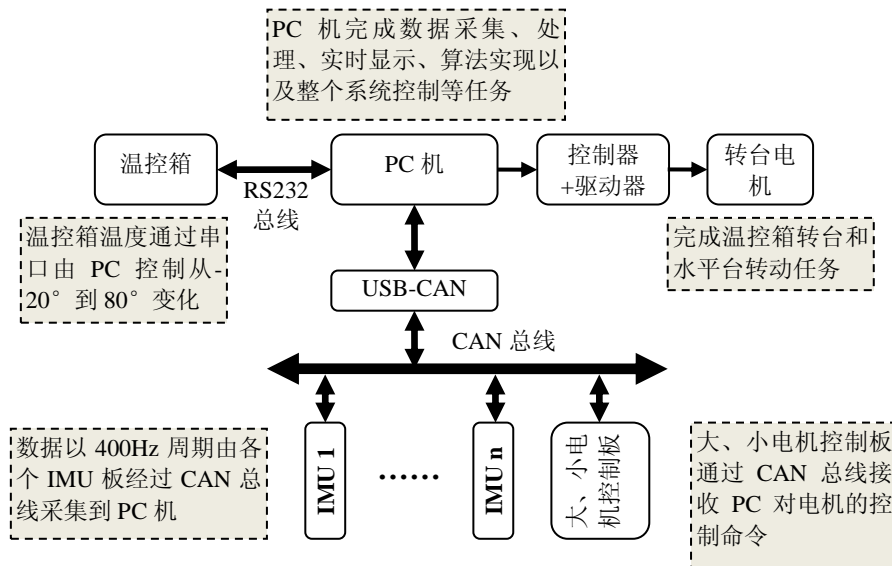 PC 机完成数据采集、处
理、实时显示、算法实现以
及整个系统控制等任务
温控箱
RS232
总线
PC 机
控制器
+驱动器
转台电
机
温控箱温度通过串
口由 PC 控制从-
20°到 80°变化
完成温控箱转台和
水平台转动任务
USB-CAN
CAN 总线
数据以 400Hz 周期由各
个 IMU 板经过 CAN 总
线采集到 PC 机
IMU 1
……
IMU n
大、小电
机控制板
大、小电机控制板
通过 CAN 总线接
收 PC 对电机的控
制命令